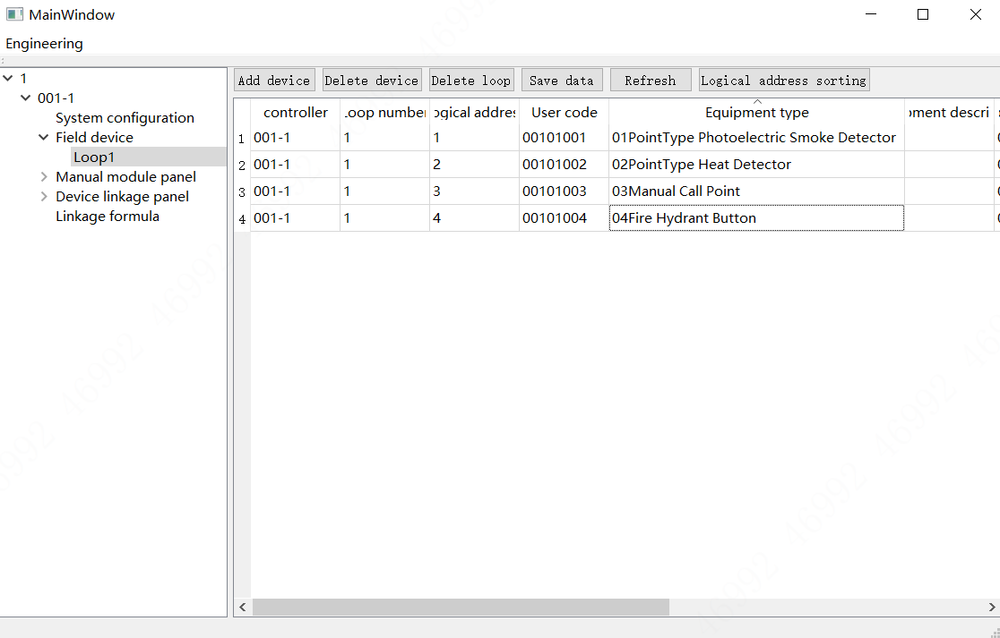 MainWindow
Engineering
1
001-1
System configuration
Field device
Loop1
Manual module panel
Device linkage panel
Linkage formula
Add device Delete device Delete loop Save data Refresh Logical address sorting
controller .oop number ogical addres User code Equipment type ment descri
1 001-1 1 1 00101001 01PointType Photoelectric Smoke Detector
2 001-1 1 2 00101002 02PointType Heat Detector
3 001-1 1 3 00101003 03Manual Call Point
4 001-1 1 4 00101004 04Fire Hydrant Button